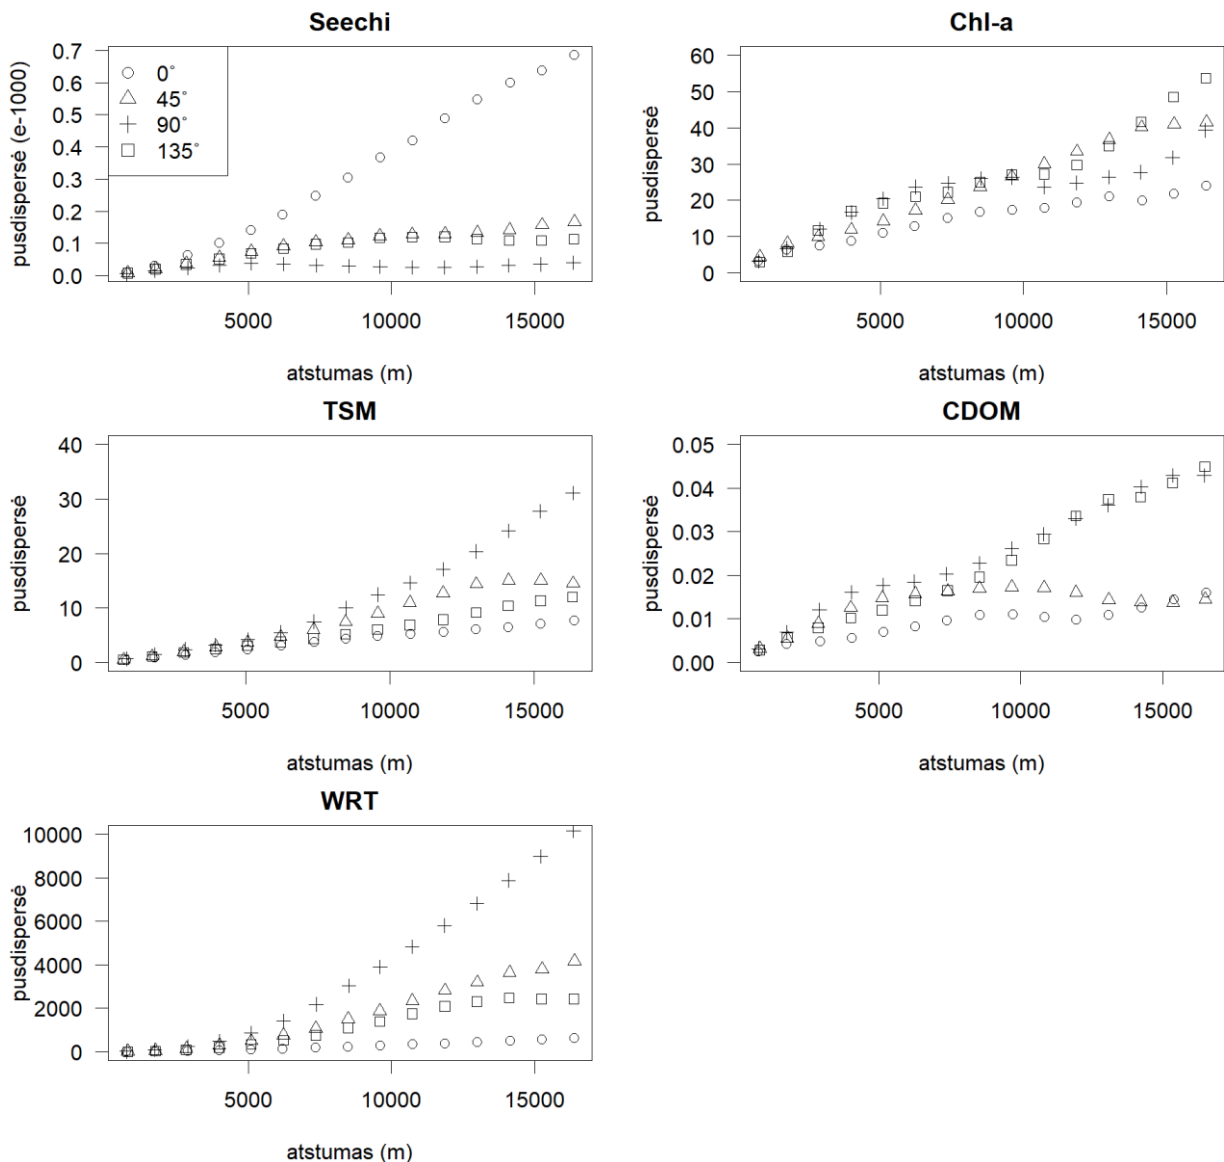 Seechi
pusdispersė (e-1000)
0.7
0.6
0.5
0.4
0.3
0.2
0.1
0.0
0°
45°
90°
135°
5000 10000 15000
atstumas (m)
Chl-a
pusdispersė
60
50
40
30
20
10
0
5000 10000 15000
atstumas (m)
TSM
pusdispersė
40
30
20
10
0
5000 10000 15000
atstumas (m)
CDOM
pusdispersė
0.05
0.04
0.03
0.02
0.01
0.00
5000 10000 15000
atstumas (m)
WRT
pusdispersė
10000
8000
6000
4000
2000
0
5000 10000 15000
atstumas (m)